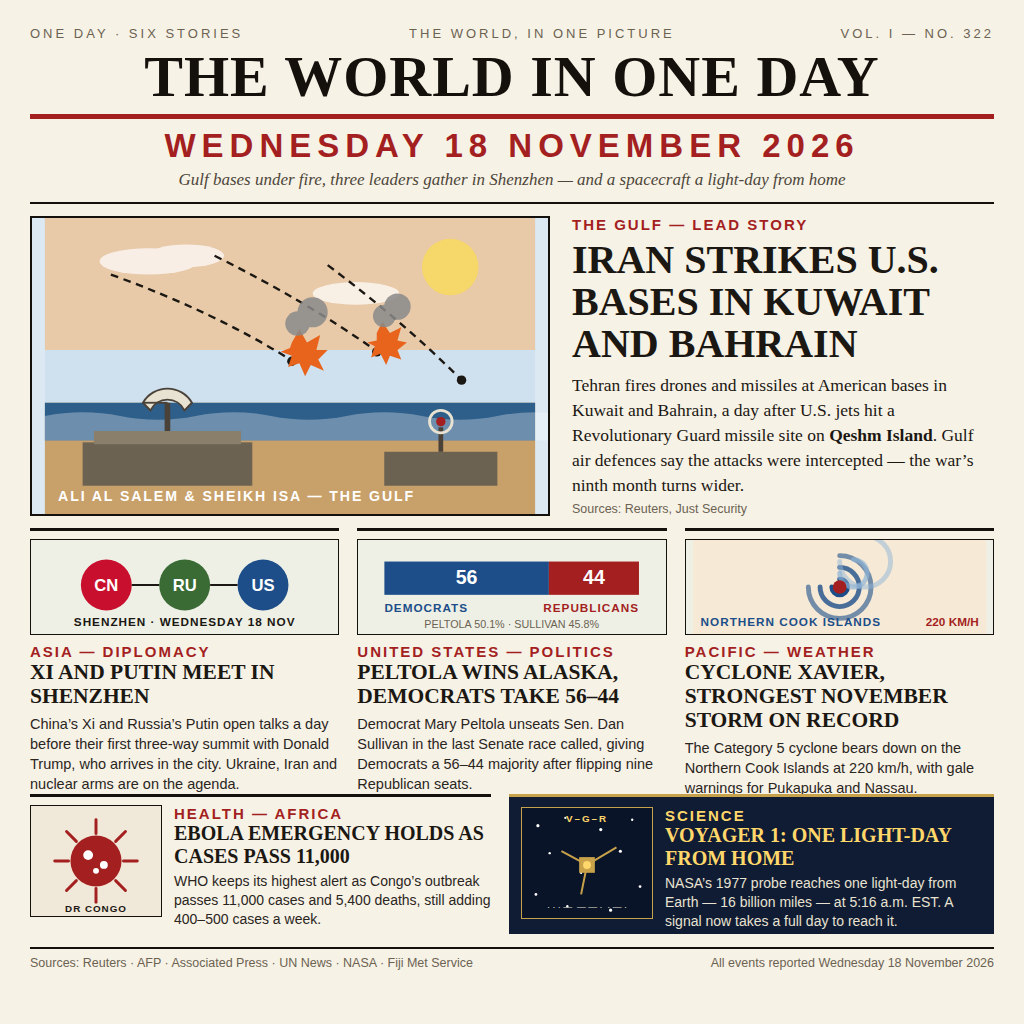 ONE DAY · SIX STORIES
THE WORLD, IN ONE PICTURE
VOL. I — NO. 322
THE WORLD IN ONE DAY
WEDNESDAY 18 NOVEMBER 2026
Gulf bases under fire, three leaders gather in Shenzhen — and a spacecraft a light-day from home
ALI AL SALEM & SHEIKH ISA — THE GULF
THE GULF — LEAD STORY
IRAN STRIKES U.S.
BASES IN KUWAIT
AND BAHRAIN
Tehran fires drones and missiles at American bases in
Kuwait and Bahrain, a day after U.S. jets hit a
Revolutionary Guard missile site on Qeshm Island. Gulf
air defences say the attacks were intercepted — the war’s
ninth month turns wider.
Sources: Reuters, Just Security
CN
RU
US
SHENZHEN · WEDNESDAY 18 NOV
ASIA — DIPLOMACY
XI AND PUTIN MEET IN
SHENZHEN
China’s Xi and Russia’s Putin open talks a day
before their first three-way summit with Donald
Trump, who arrives in the city. Ukraine, Iran and
nuclear arms are on the agenda.
56
44
DEMOCRATS
REPUBLICANS
PELTOLA 50.1% · SULLIVAN 45.8%
UNITED STATES — POLITICS
PELTOLA WINS ALASKA,
DEMOCRATS TAKE 56–44
Democrat Mary Peltola unseats Sen. Dan
Sullivan in the last Senate race called, giving
Democrats a 56–44 majority after flipping nine
Republican seats.
NORTHERN COOK ISLANDS
220 KM/H
PACIFIC — WEATHER
CYCLONE XAVIER,
STRONGEST NOVEMBER
STORM ON RECORD
The Category 5 cyclone bears down on the
Northern Cook Islands at 220 km/h, with gale
warnings for Pukapuka and Nassau.
DR CONGO
HEALTH — AFRICA
EBOLA EMERGENCY HOLDS AS
CASES PASS 11,000
WHO keeps its highest alert as Congo’s outbreak
passes 11,000 cases and 5,400 deaths, still adding
400–500 cases a week.
V–G–R
SCIENCE
VOYAGER 1: ONE LIGHT-DAY
FROM HOME
NASA’s 1977 probe reaches one light-day from
Earth — 16 billion miles — at 5:16 a.m. EST. A
signal now takes a full day to reach it.
Sources: Reuters · AFP · Associated Press · UN News · NASA · Fiji Met Service
All events reported Wednesday 18 November 2026